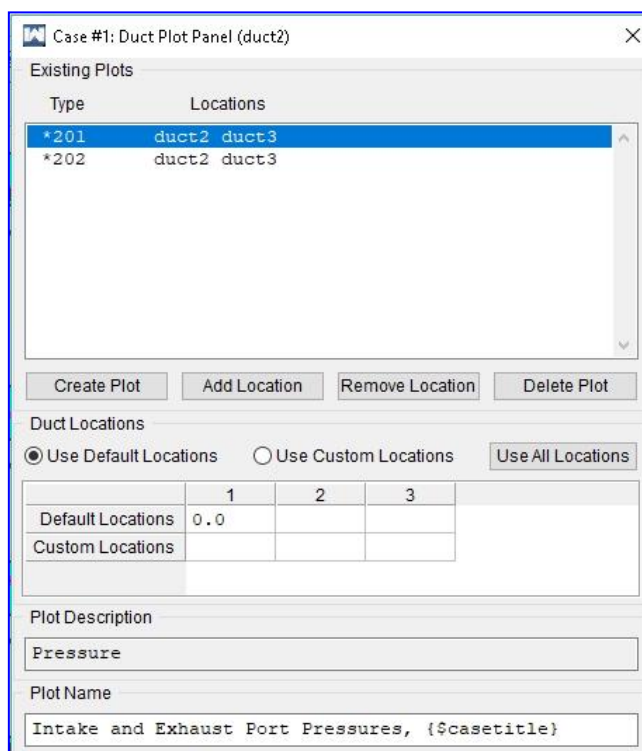 Case #1: Duct Plot Panel (duct2)
Existing Plots
Type Locations
*201 duct2 duct3
*202 duct2 duct3
Create Plot Add Location Remove Location Delete Plot
Duct Locations
Use Default Locations Use Custom Locations Use All Locations
1 2 3
Default Locations 0.0
Custom Locations
Plot Description
Pressure
Plot Name
Intake and Exhaust Port Pressures, {$casetitle}